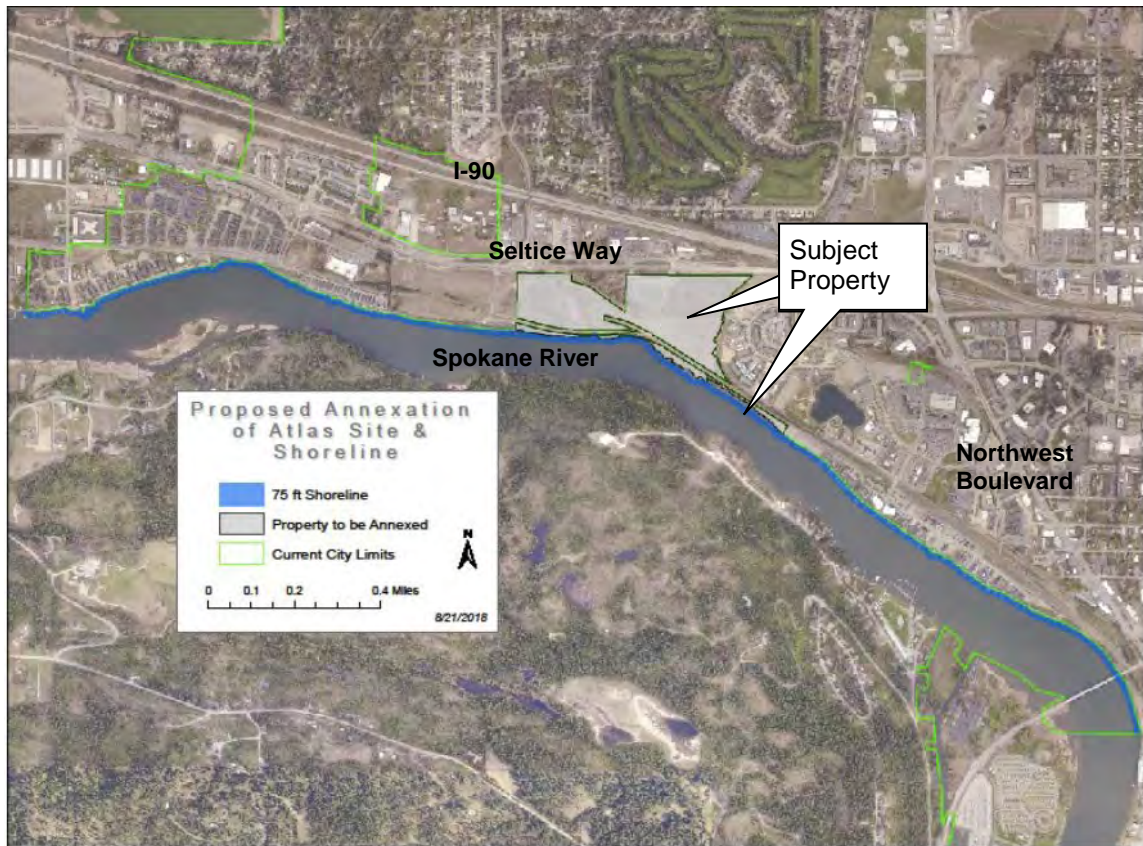 I-90
Seltice Way
Subject
Property
Spokane River
Proposed Annexation
of Atlas Site &
Shoreline
75 ft Shoreline
Property to be Annexed
Current City Limits
N
0 0.1 0.2 0.4 Miles
8/21/2018
Northwest
Boulevard